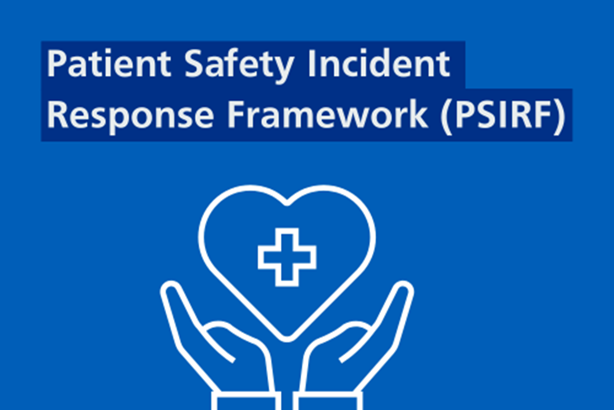 Patient Safety Incident
Response Framework (PSIRF)